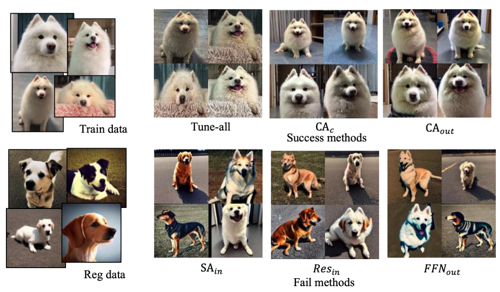 Train data
Tune-all
CA_c
CA_out
Success methods
Reg data
SA_in
Res_in
FFN_out
Fail methods